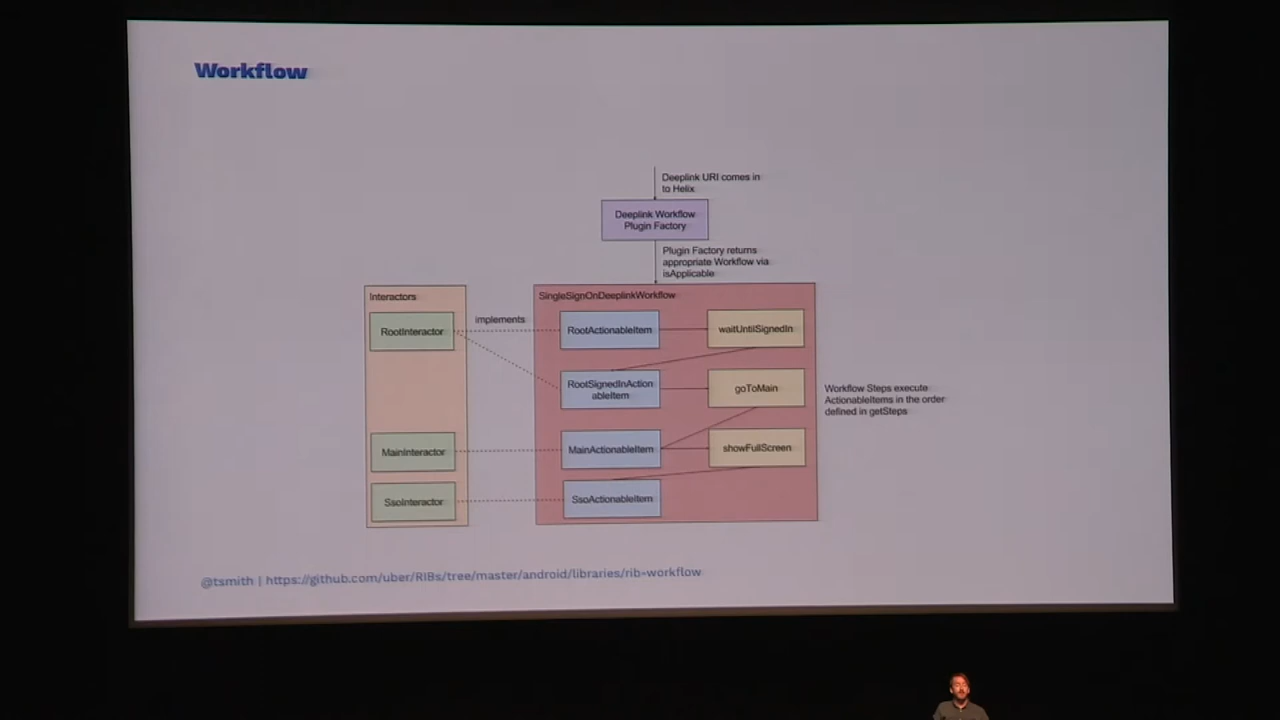 Workflow
Deeplink URI comes in
to Helix
Deeplink Workflow
Plugin Factory
Plugin Factory returns
appropriate Workflow via
isApplicable
Interactors
SingleSignOnDeeplinkWorkflow
RootInteractor
implements
RootActionableItem
waitUntilSignedIn
RootSignedInAction
ableItem
goToMain
Workflow Steps execute
ActionableItems in the order
defined in getSteps
MainInteractor
MainActionableItem
showFullScreen
SsoInteractor
SsoActionableItem
@tsmith | https://github.com/uber/RIBs/tree/master/android/libraries/rib-workflow